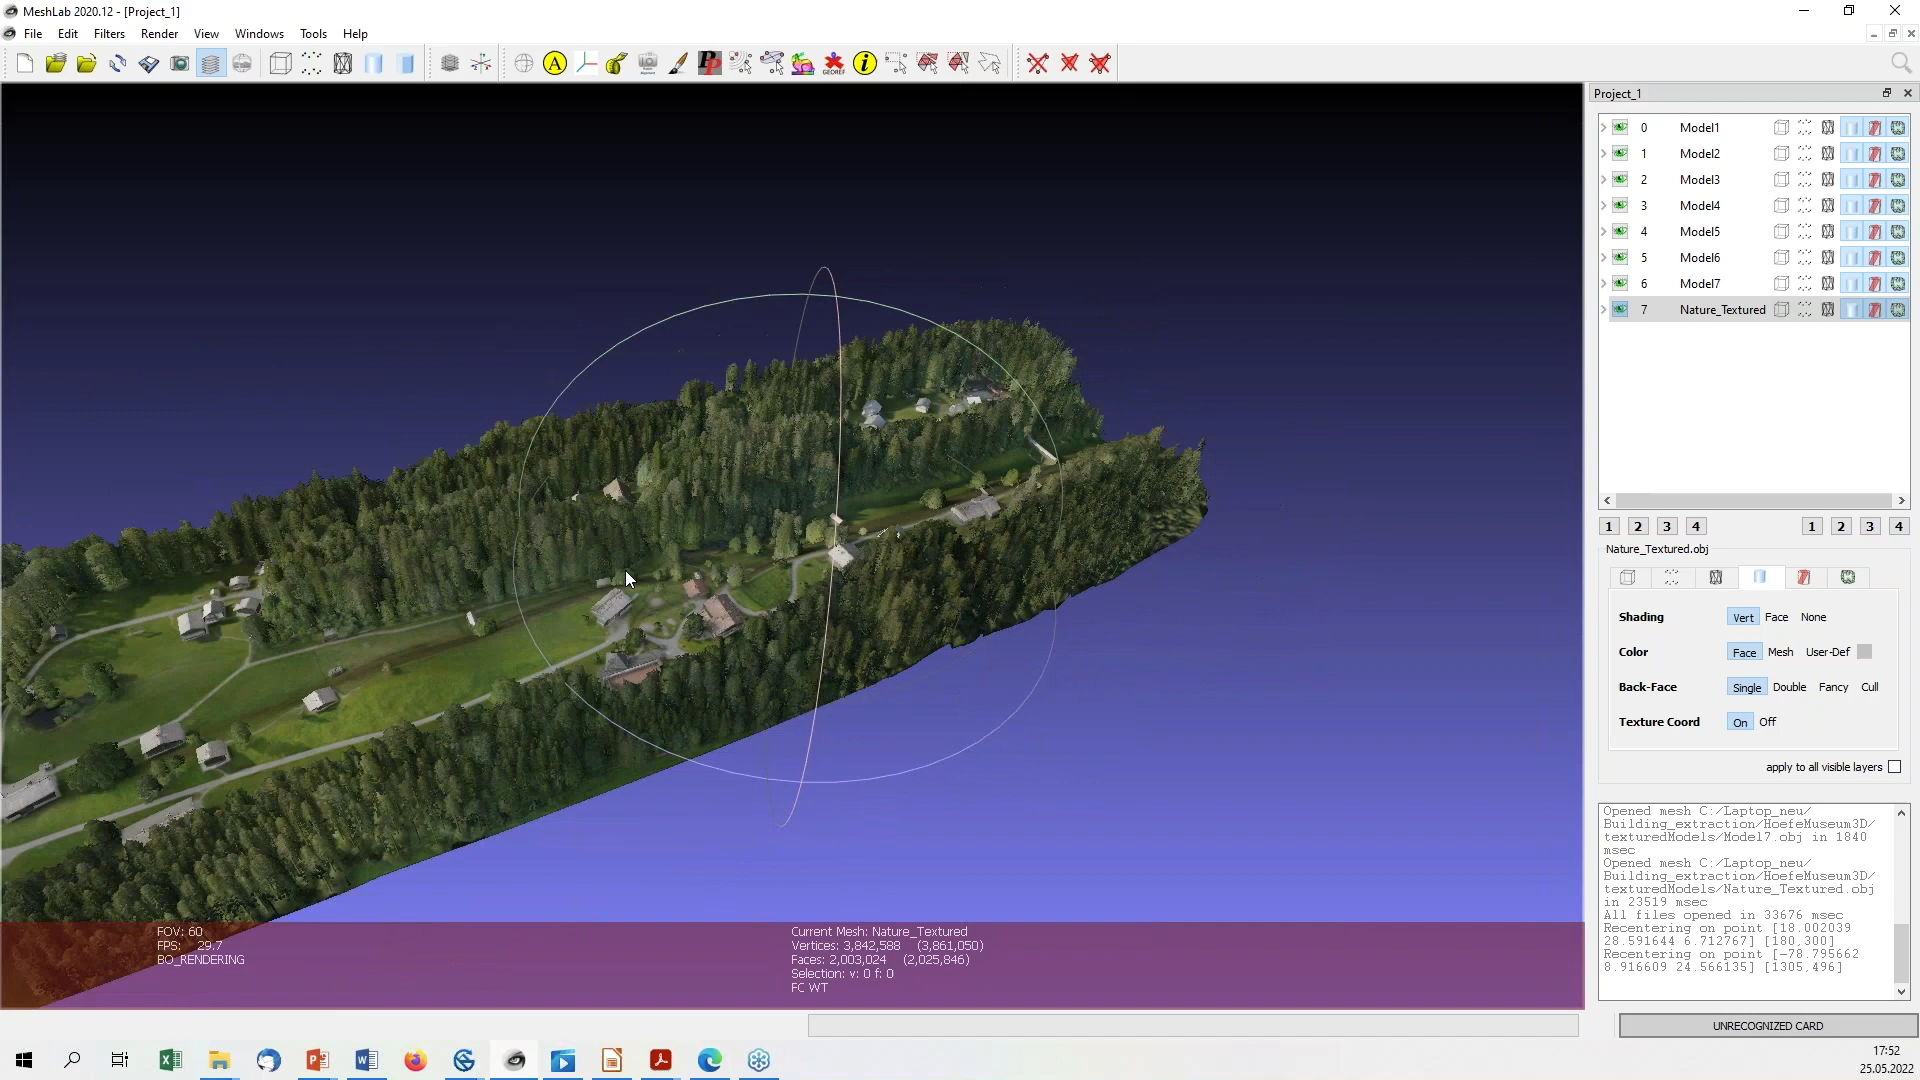 MeshLab 2020.12 - [Project_1]
File Edit Filters Render View Windows Tools Help
A
GEOREF
i
Project_1
0 Model1
1 Model2
2 Model3
3 Model4
4 Model5
5 Model6
6 Model7
7 Nature_Textured
1 2 3 4 1 2 3 4
Nature_Textured.obj
Shading Vert Face None
Color Face Mesh User-Def
Back-Face Single Double Fancy Cull
Texture Coord On Off
apply to all visible layers
Opened mesh C:/Laptop_neu/
Building_extraction/HoefeMuseum3D/
texturedModels/Model7.obj in 1840
msec
Opened mesh C:/Laptop_neu/
Building_extraction/HoefeMuseum3D/
texturedModels/Nature_Textured.obj
in 23519 msec
All files opened in 33676 msec
Recentering on point [18.002039
28.591644 6.712767] [180,300]
Recentering on point [-78.795662
8.916609 24.566135] [1305,496]
FOV: 60
FPS: 29.7
BO_RENDERING
Current Mesh: Nature_Textured
Vertices: 3,842,588 (3,861,050)
Faces: 2,003,024 (2,025,846)
Selection: v: 0 f: 0
FC WT
UNRECOGNIZED CARD
17:52
25.05.2022